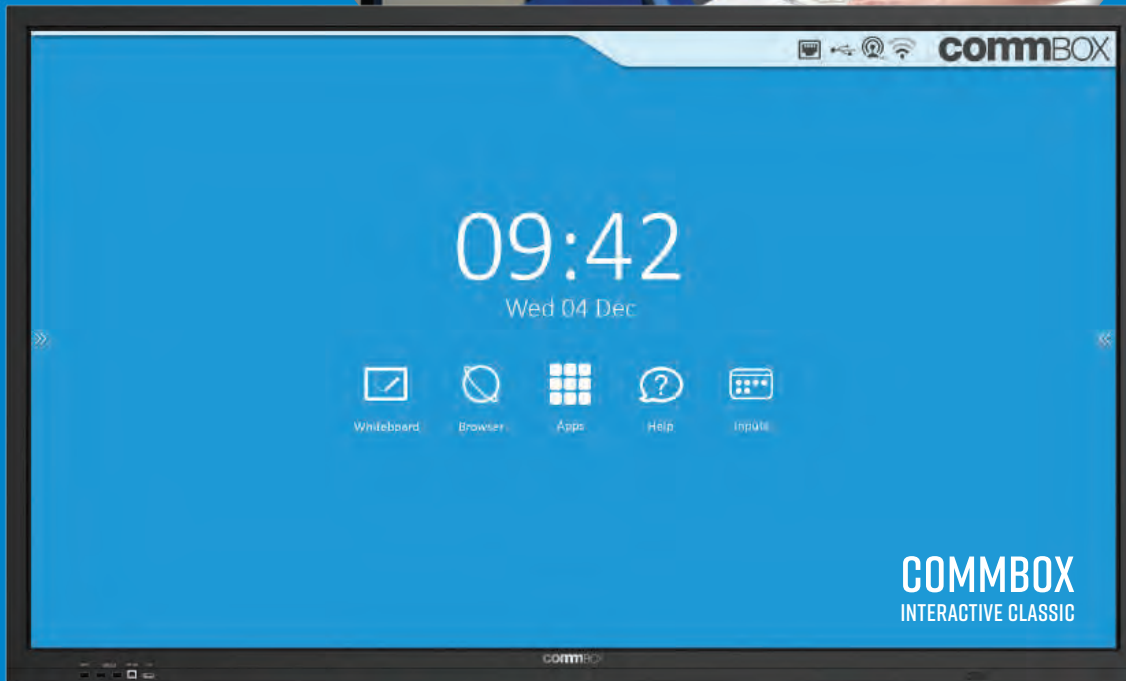 commBOX
09:42
Wed 04 Dec
Whiteboard
Browser
Apps
Help
Inputs
COMMBOX
INTERACTIVE CLASSIC
commBOX